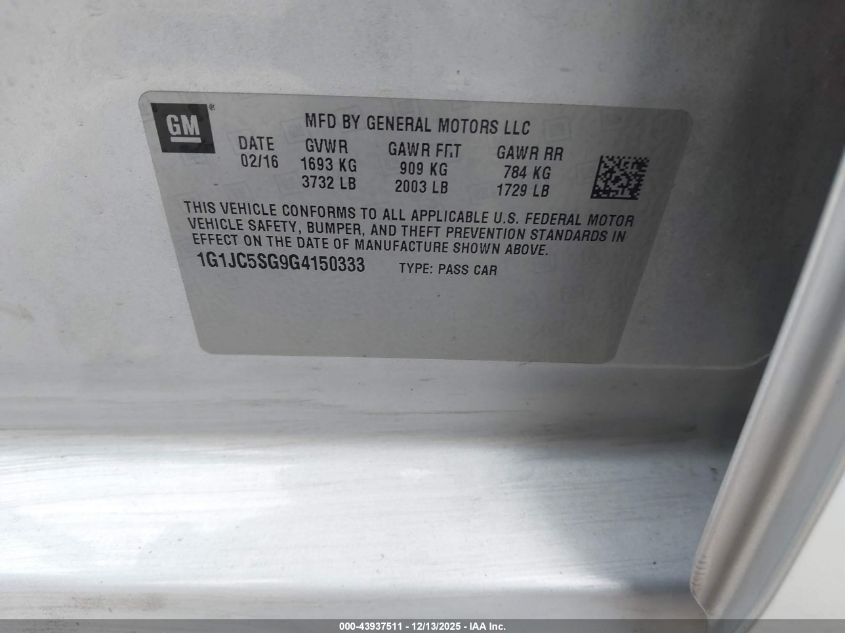 GM®
MFD BY GENERAL MOTORS LLC
DATE GVWR GAWR FRT GAWR RR
02/16 1693 KG 909 KG 784 KG
3732 LB 2003 LB 1729 LB
THIS VEHICLE CONFORMS TO ALL APPLICABLE U.S. FEDERAL MOTOR
VEHICLE SAFETY, BUMPER, AND THEFT PREVENTION STANDARDS IN
EFFECT ON THE DATE OF MANUFACTURE SHOWN ABOVE.
1G1JC5SG9G4150333 TYPE: PASS CAR
000-43937511 - 12/13/2025 - IAA Inc.